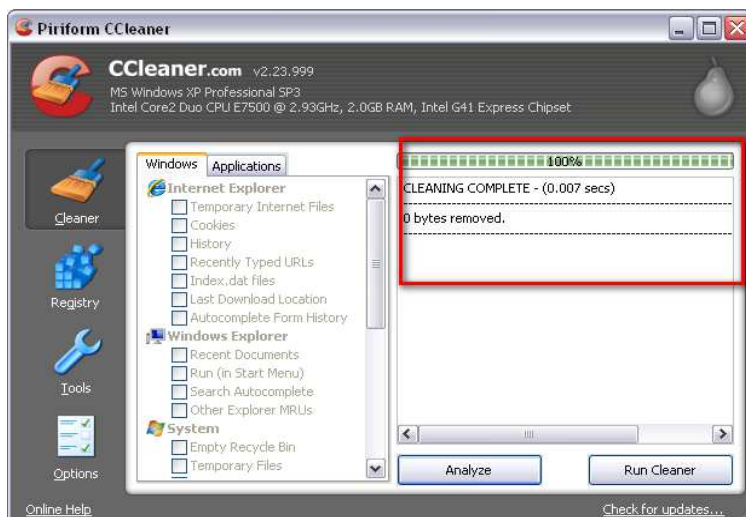 Piriform CCleaner
CCleaner.com v2.23.999
MS Windows XP Professional SP3
Intel Core2 Duo CPU E7500 @ 2.93GHz, 2.0GB RAM, Intel G41 Express Chipset
Cleaner
Registry
Tools
Options
Windows Applications
Internet Explorer
Temporary Internet Files
Cookies
History
Recently Typed URLs
Index.dat files
Last Download Location
Autocomplete Form History
Windows Explorer
Recent Documents
Run (in Start Menu)
Search Autocomplete
Other Explorer MRUs
System
Empty Recycle Bin
Temporary Files
100%
CLEANING COMPLETE - (0.007 secs)
0 bytes removed.
Analyze Run Cleaner
Online Help Check for updates...